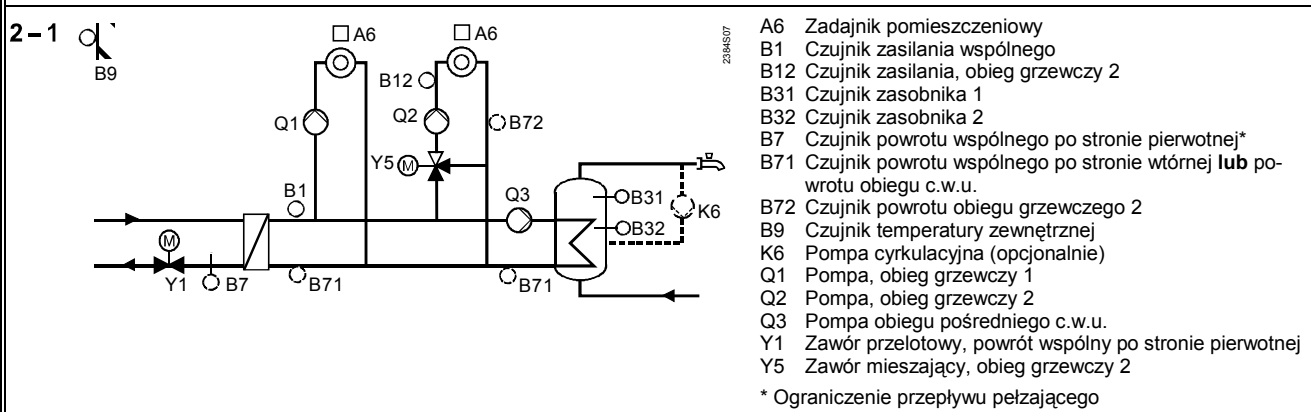 2–1
B9
A6
A6
B12
Q1
Q2
B72
Y5 M
B1
Q3
B31
K6
B32
M
Y1
B7
B71
B71
2384S07
A6 Zadajnik pomieszczeniowy
B1 Czujnik zasilania wspólnego
B12 Czujnik zasilania, obieg grzewczy 2
B31 Czujnik zasobnika 1
B32 Czujnik zasobnika 2
B7 Czujnik powrotu wspólnego po stronie pierwotnej*
B71 Czujnik powrotu wspólnego po stronie wtórnej lub po-
wrotu obiegu c.w.u.
B72 Czujnik powrotu obiegu grzewczego 2
B9 Czujnik temperatury zewnętrznej
K6 Pompa cyrkulacyjna (opcjonalnie)
Q1 Pompa, obieg grzewczy 1
Q2 Pompa, obieg grzewczy 2
Q3 Pompa obiegu pośredniego c.w.u.
Y1 Zawór przelotowy, powrót wspólny po stronie pierwotnej
Y5 Zawór mieszający, obieg grzewczy 2
* Ograniczenie przepływu pełzającego